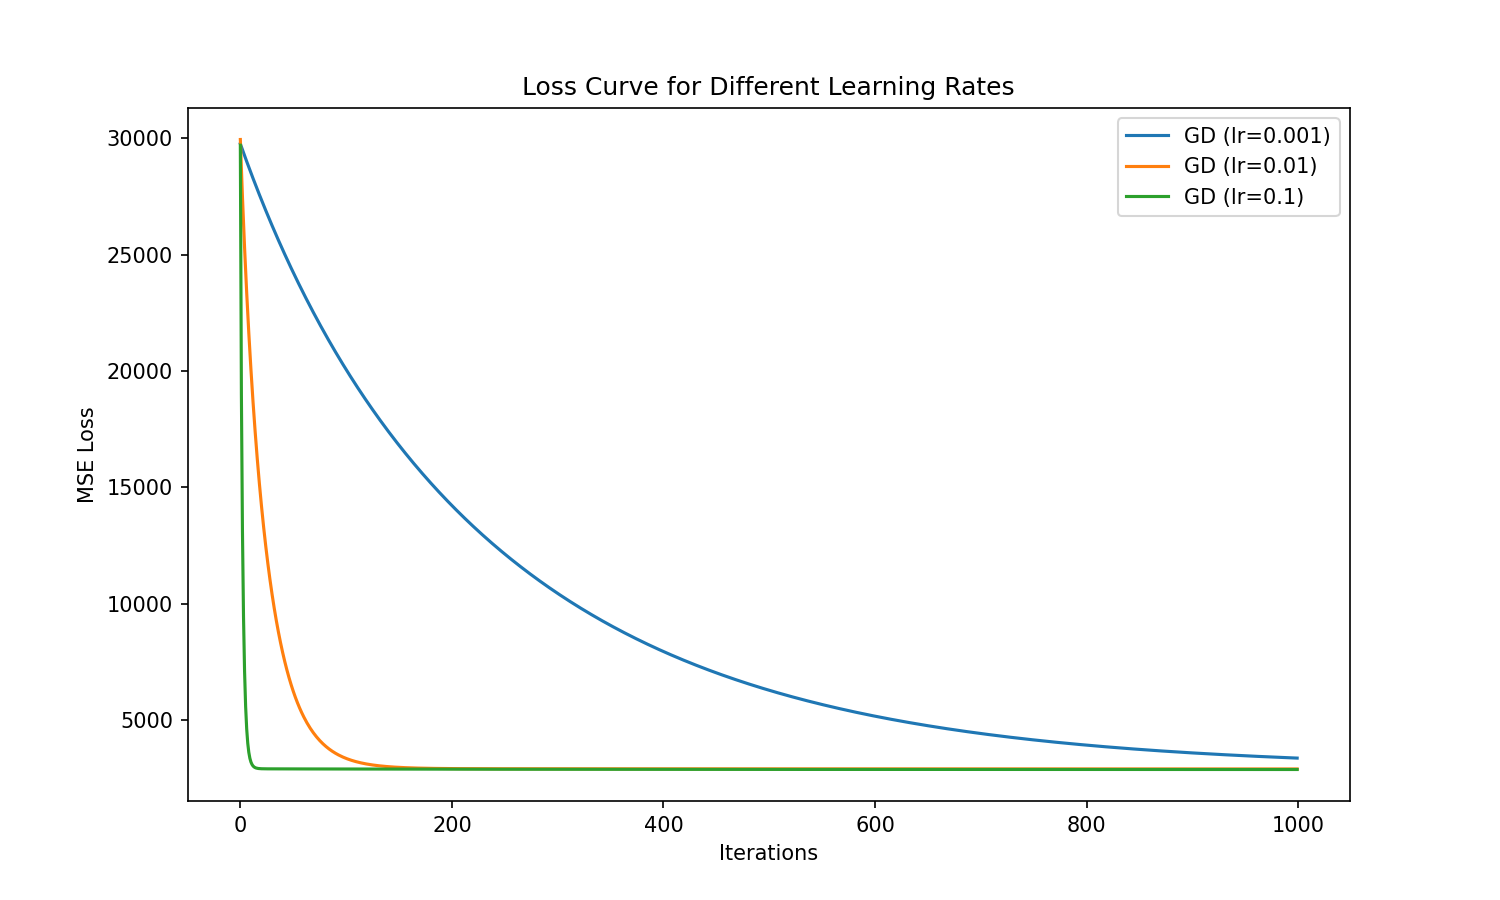 Loss Curve for Different Learning Rates
GD (lr=0.001)
GD (lr=0.01)
GD (lr=0.1)
MSE Loss
30000
25000
20000
15000
10000
5000
0 200 400 600 800 1000
Iterations